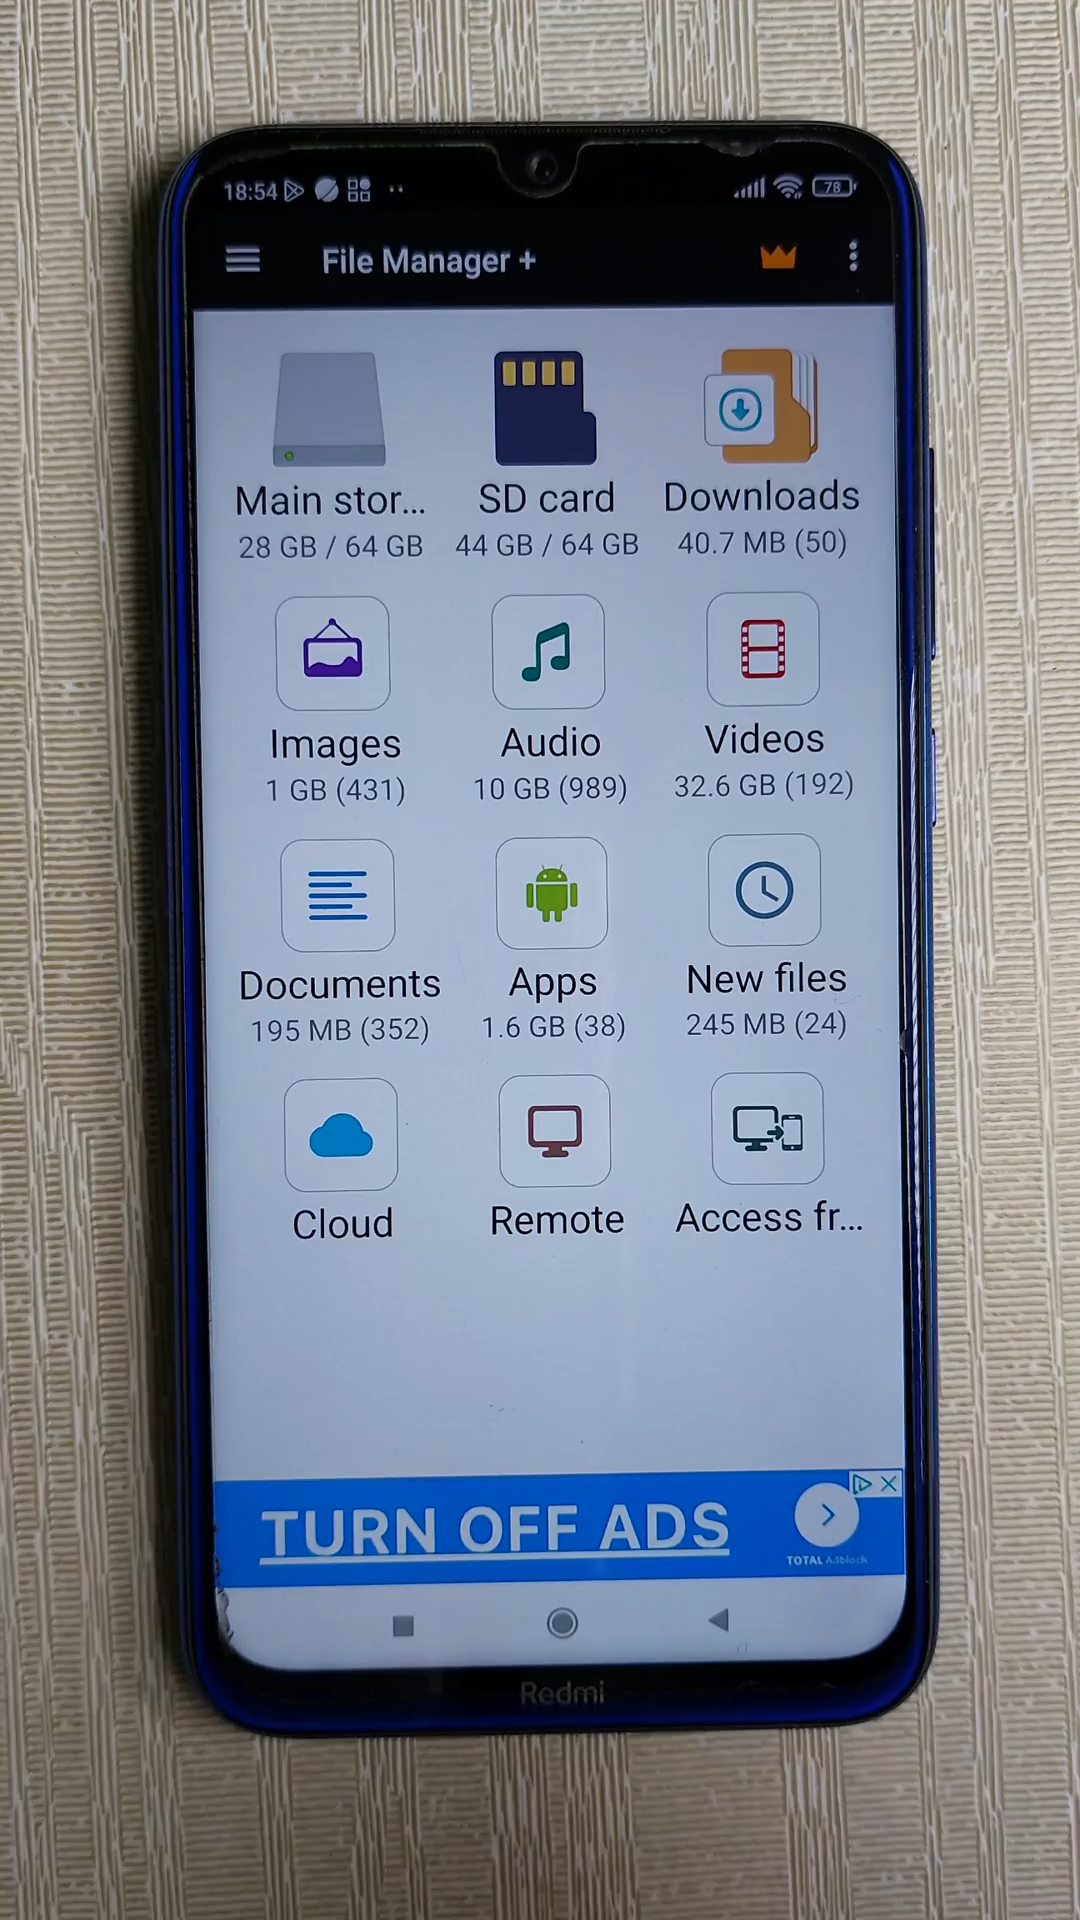 18:54
78
File Manager +
Main stor... SD card Downloads
28 GB / 64 GB 44 GB / 64 GB 40.7 MB (50)
Images Audio Videos
1 GB (431) 10 GB (989) 32.6 GB (192)
Documents Apps New files
195 MB (352) 1.6 GB (38) 245 MB (24)
Cloud Remote Access fr...
TURN OFF ADS
TOTAL Adblock
Redmi